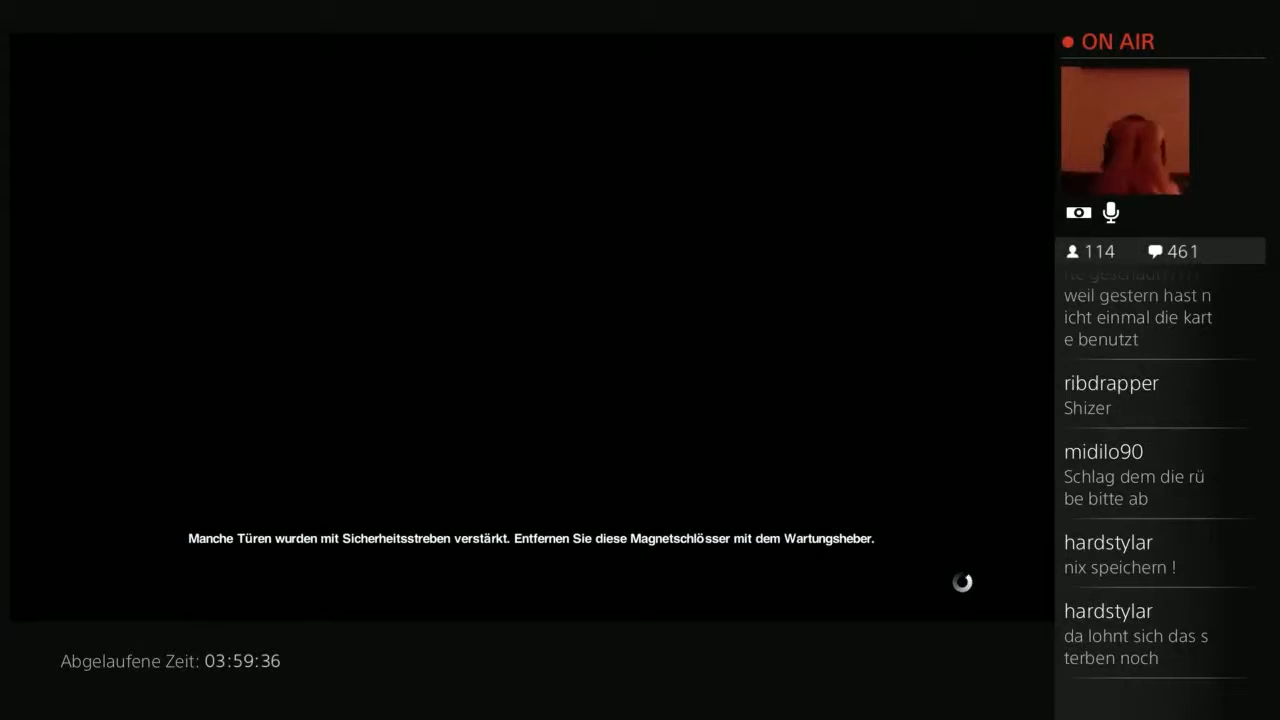 ON AIR
114 461
weil gestern hast n
icht einmal die kart
e benutzt
ribdrapper
Shizer
midilo90
Schlag dem die rü
be bitte ab
hardstylar
nix speichern !
hardstylar
da lohnt sich das s
terben noch
Manche Türen wurden mit Sicherheitsstreben verstärkt. Entfernen Sie diese Magnetschlösser mit dem Wartungsheber.
Abgelaufene Zeit: 03:59:36